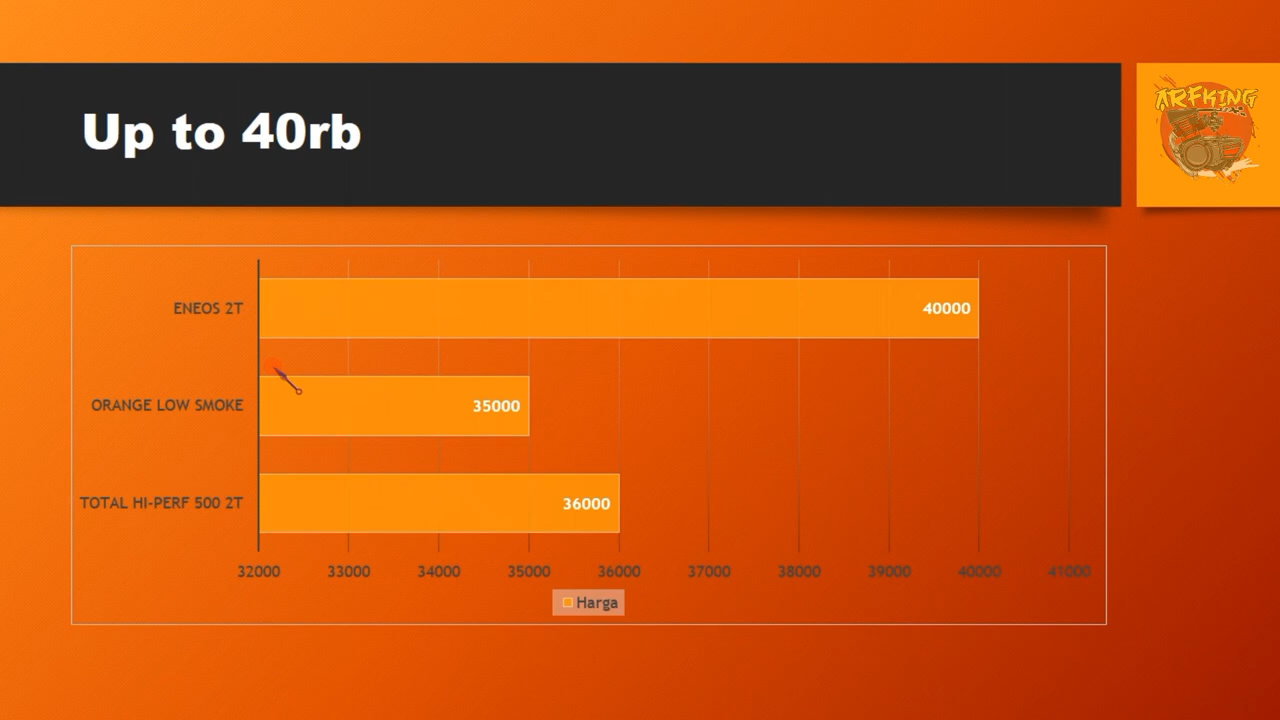 Up to 40rb
ARFKING
ENEOS 2T
40000
ORANGE LOW SMOKE
35000
TOTAL HI-PERF 500 2T
36000
32000 33000 34000 35000 36000 37000 38000 39000 40000 41000
Harga